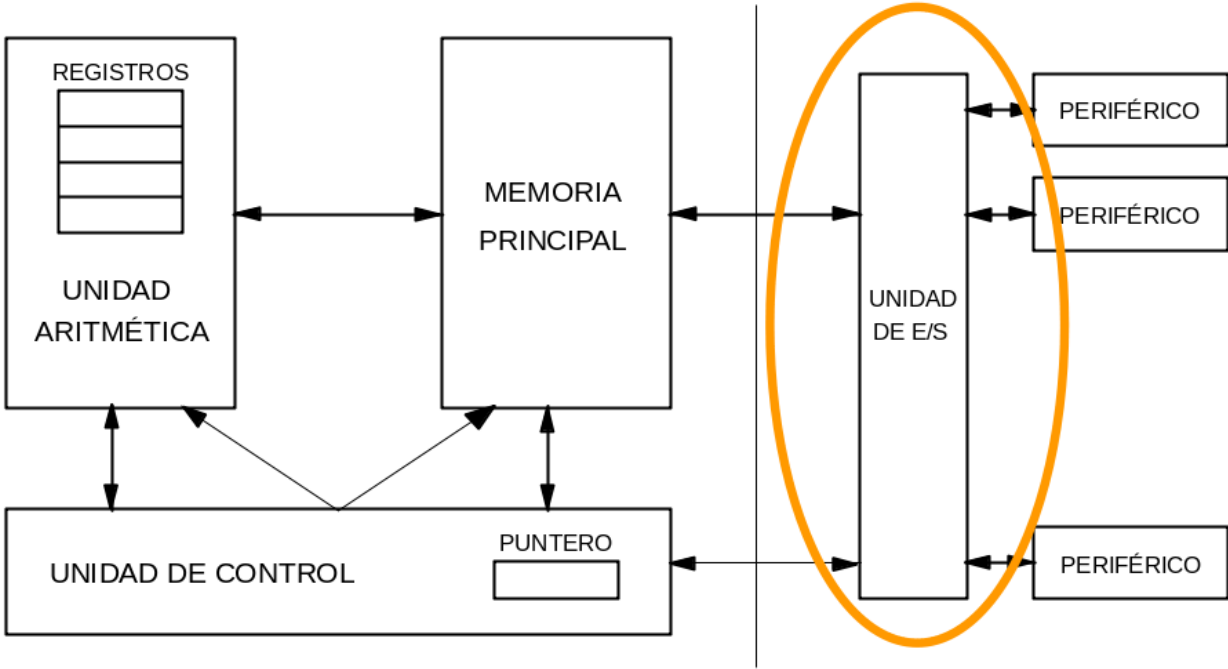 REGISTROS
UNIDAD
ARITMÉTICA
MEMORIA
PRINCIPAL
UNIDAD DE CONTROL
PUNTERO
UNIDAD
DE E/S
PERIFÉRICO
PERIFÉRICO
PERIFÉRICO